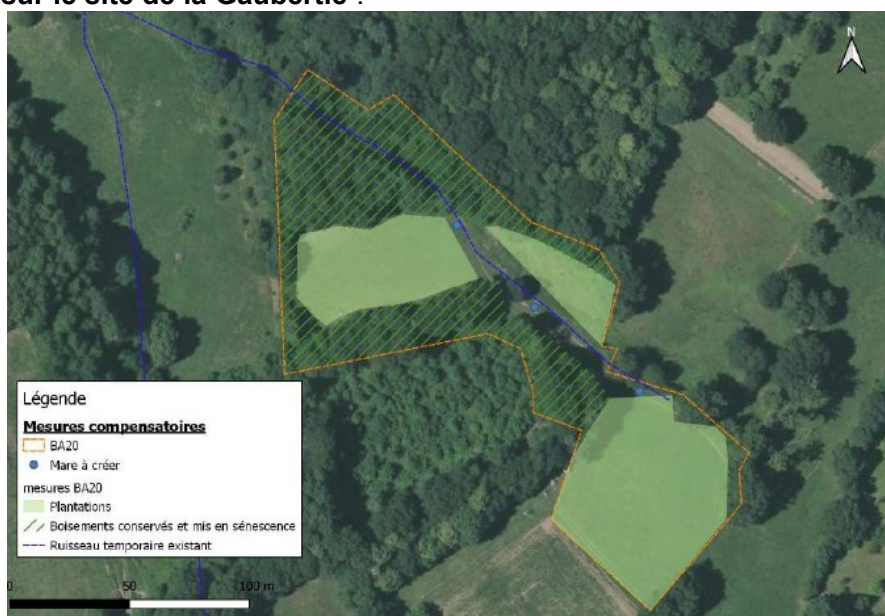 sur le site de la Gaubertie :
N
Légende
Mesures compensatoires
BA20
Mare à créer
mesures BA20
Plantations
Boisements conservés et mis en sénescence
Ruisseau temporaire existant
0 50 100 m